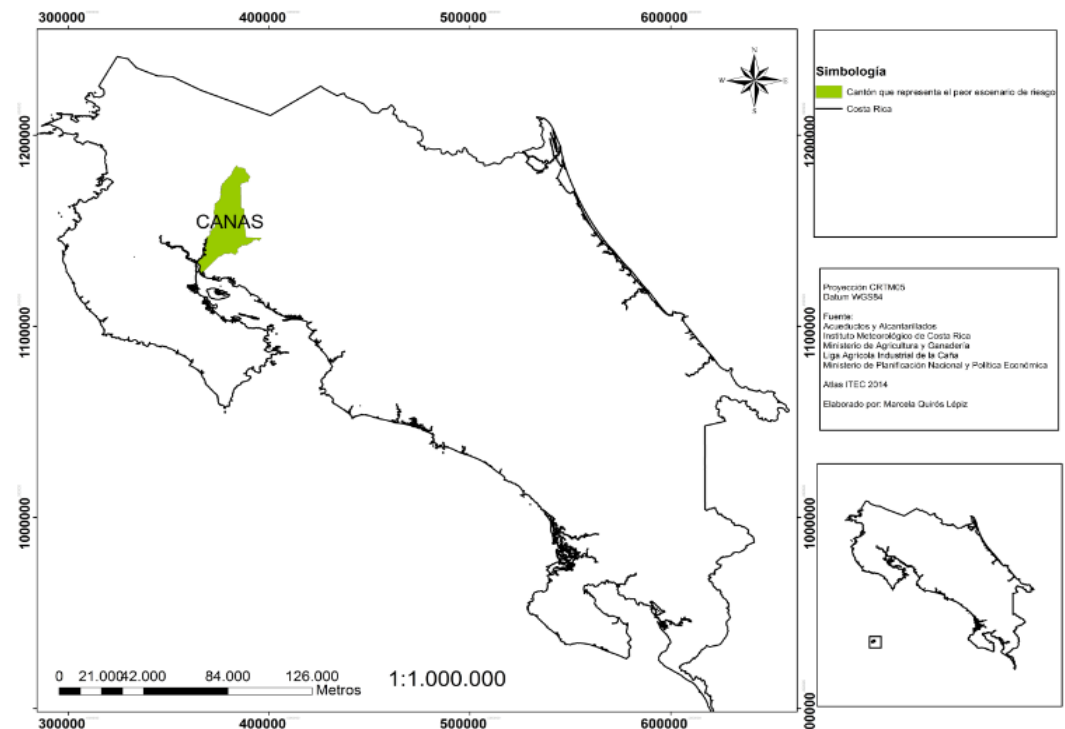 300000 400000 500000 600000
N
W E
S
1200000 1200000
CANAS
1100000 1100000
1000000 1000000
00000
0 21.00042.000 84.000 126.000
Metros
1:1.000.000
300000 400000 500000 600000
Simbología
Cantón que representa el peor escenario de riesgo
Costa Rica
Proyección CRTM05
Datum WGS84
Fuente:
Acueductos y Alcantarillados
Instituto Meteorológico de Costa Rica
Ministerio de Agricultura y Ganadería
Liga Agrícola Industrial de la Caña
Ministerio de Planificación Nacional y Política Económica
Atlas ITEC 2014
Elaborado por: Marcela Quirós Lépiz